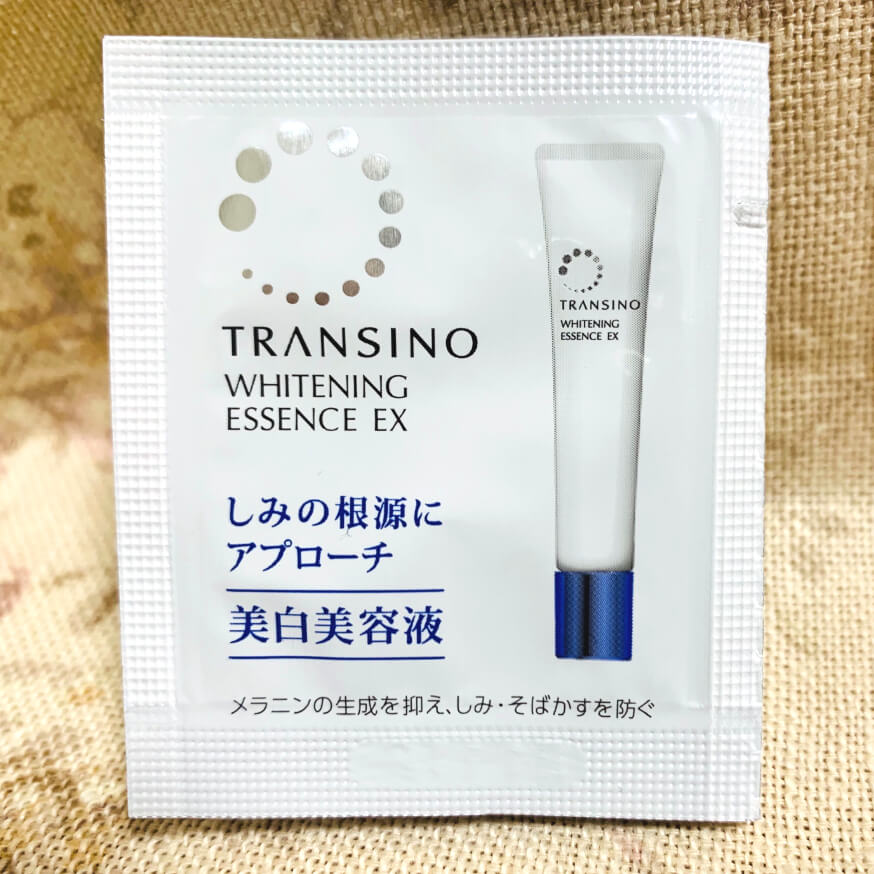 TRANSINO
WHITENING
ESSENCE EX
しみの根源に
アプローチ
美白美容液
メラニンの生成を抑え、しみ・そばかすを防ぐ
TRANSINO
WHITENING
ESSENCE EX